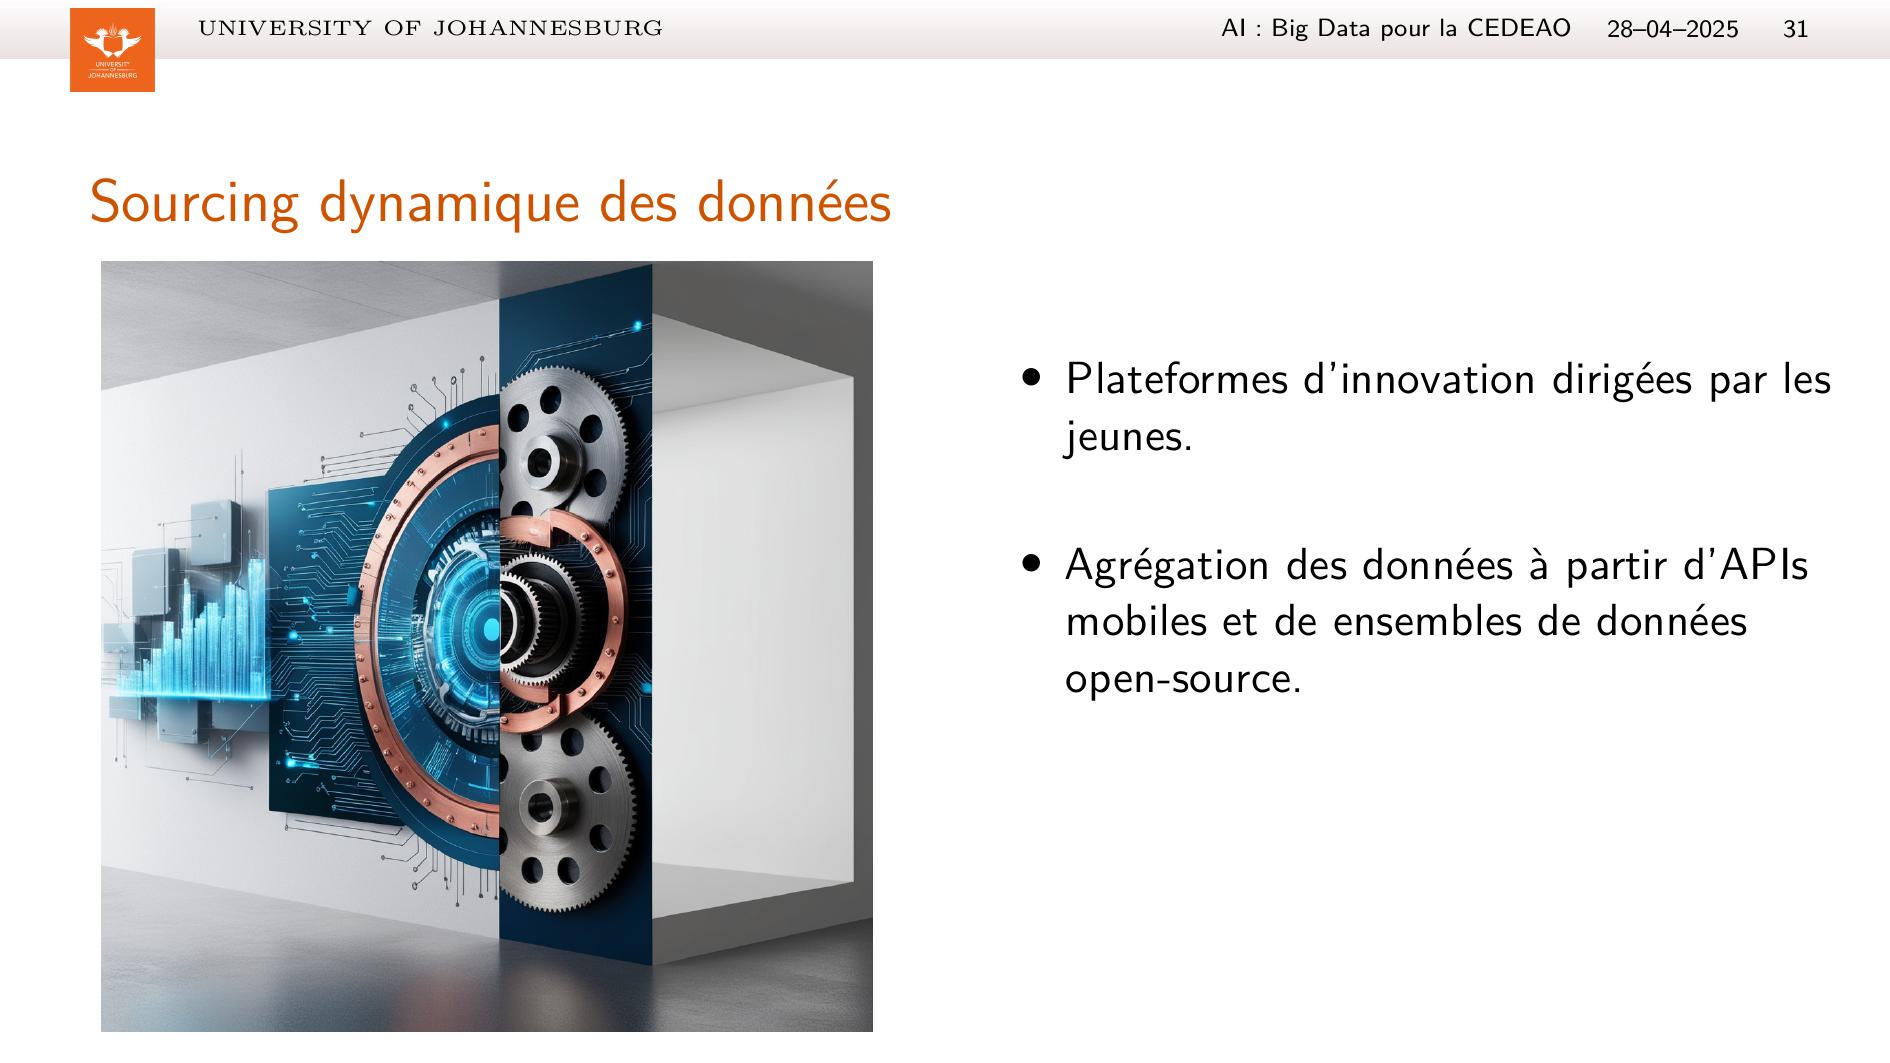 UNIVERSITY OF JOHANNESBURG
AI : Big Data pour la CEDEAO 28–04–2025 31
UNIVERSITY
OF
JOHANNESBURG
Sourcing dynamique des données
• Plateformes d'innovation dirigées par les
jeunes.
• Agrégation des données à partir d'APIs
mobiles et de ensembles de données
open-source.